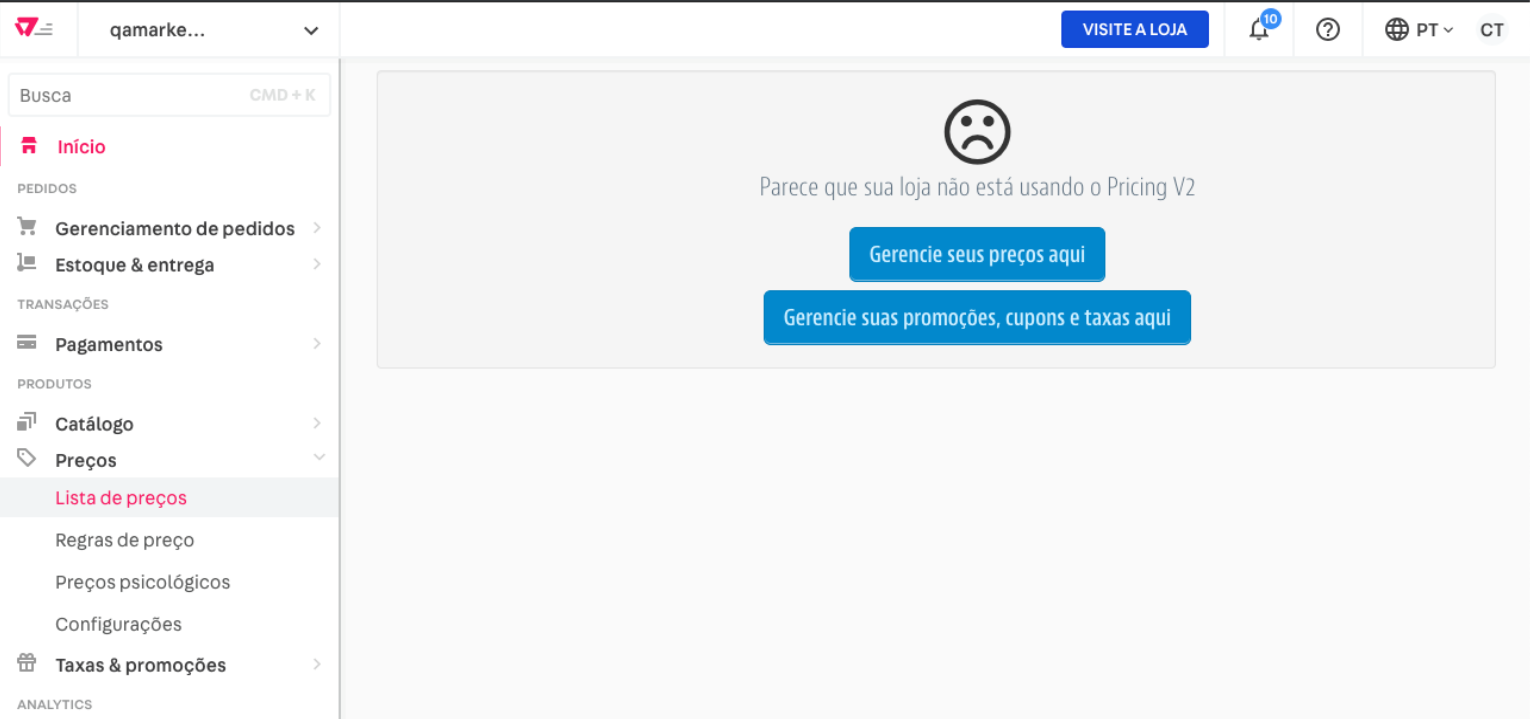 qamarke...
VISITE A LOJA
10
PT
CT
Busca
CMD + K
Início
PEDIDOS
Gerenciamento de pedidos
Estoque & entrega
TRANSAÇÕES
Pagamentos
PRODUTOS
Catálogo
Preços
Lista de preços
Regras de preço
Preços psicológicos
Configurações
Taxas & promoções
ANALYTICS
Parece que sua loja não está usando o Pricing V2
Gerencie seus preços aqui
Gerencie suas promoções, cupons e taxas aqui